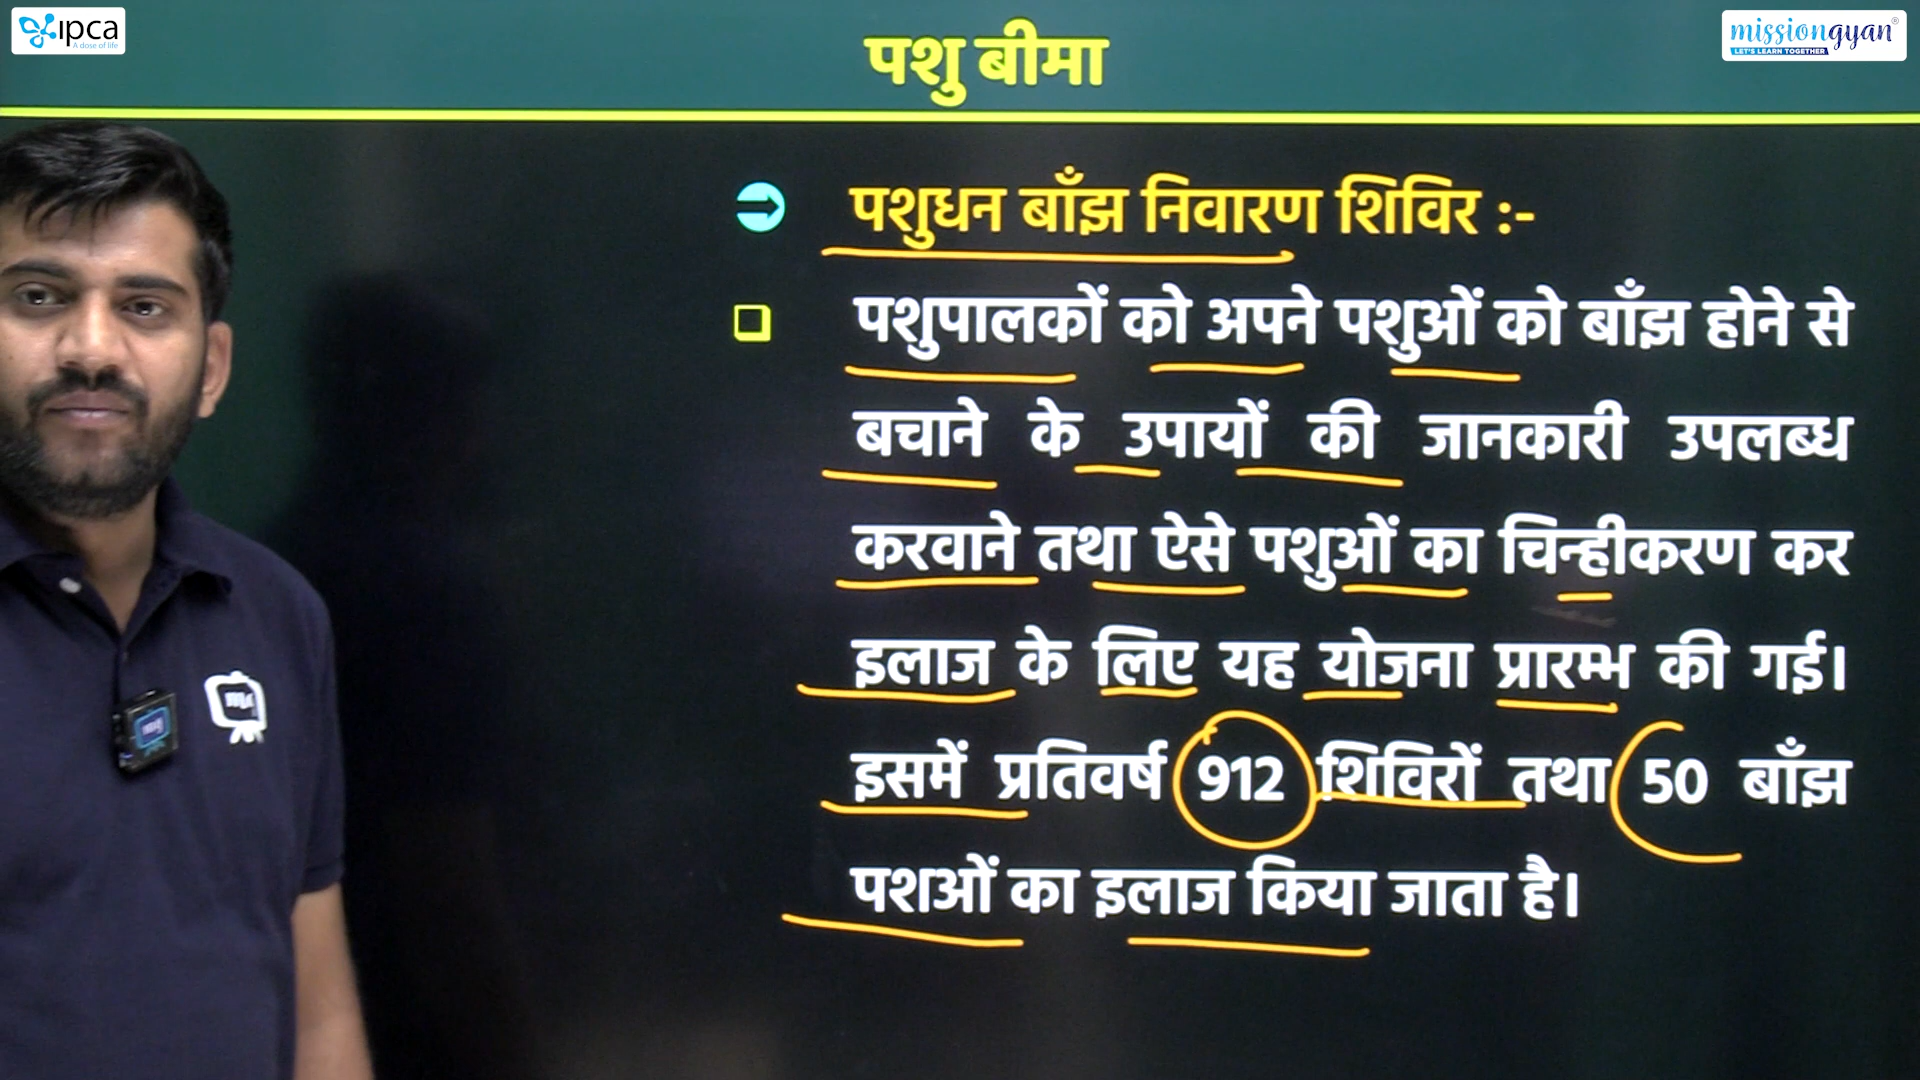 ipca
A dose of life
missiongyan®
LET'S LEARN TOGETHER
पशु बीमा
पशुधन बाँझ निवारण शिविर :-
पशुपालकों को अपने पशुओं को बाँझ होने से
बचाने के उपायों की जानकारी उपलब्ध
करवाने तथा ऐसे पशुओं का चिन्हीकरण कर
इलाज के लिए यह योजना प्रारम्भ की गई।
इसमें प्रतिवर्ष 912 शिविरों तथा 50 बाँझ
पशओं का इलाज किया जाता है।